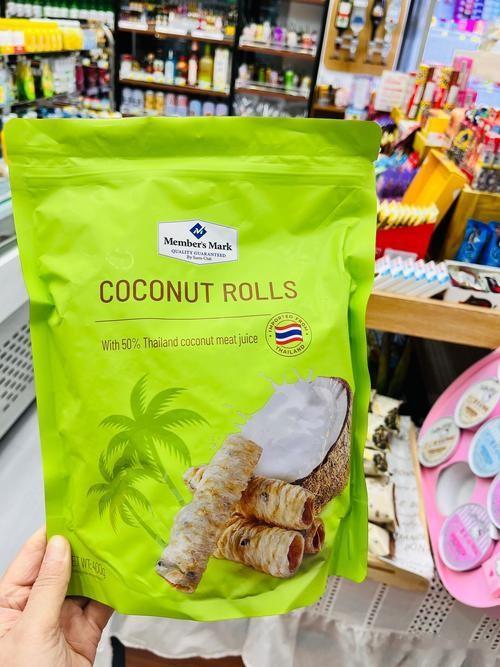 Member's Mark
QUALITY GUARANTEED
By Sam's Club
COCONUT ROLLS
With 50% Thailand coconut meat juice
IMPORTED FROM
THAILAND
NET WT: 400g